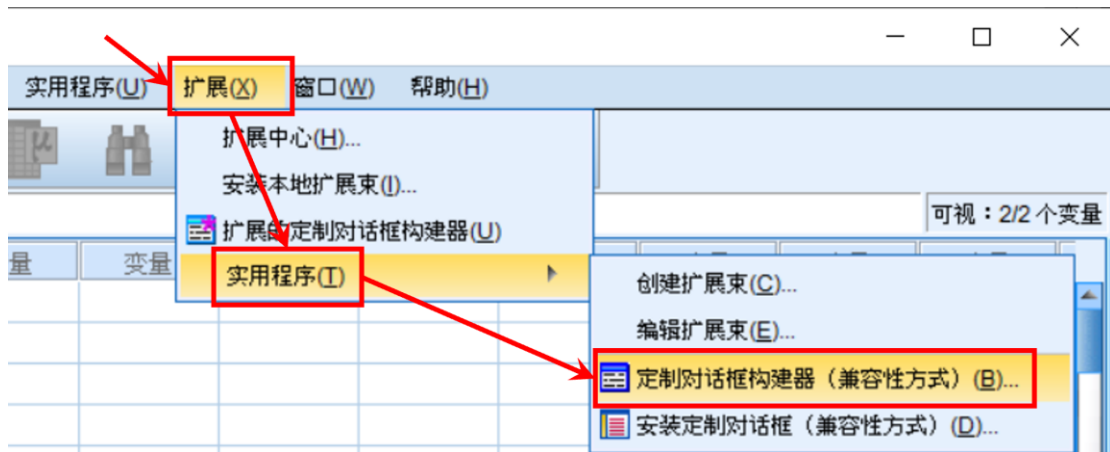 实用程序(U) 扩展(X) 窗口(W) 帮助(H)
μ
扩展中心(H)...
安装本地扩展束(I)...
可视：2/2 个变量
扩展的定制对话框构建器(U)
量 变量
实用程序(T)
创建扩展束(C)...
编辑扩展束(E)...
定制对话框构建器（兼容性方式）(B)...
安装定制对话框（兼容性方式）(D)...